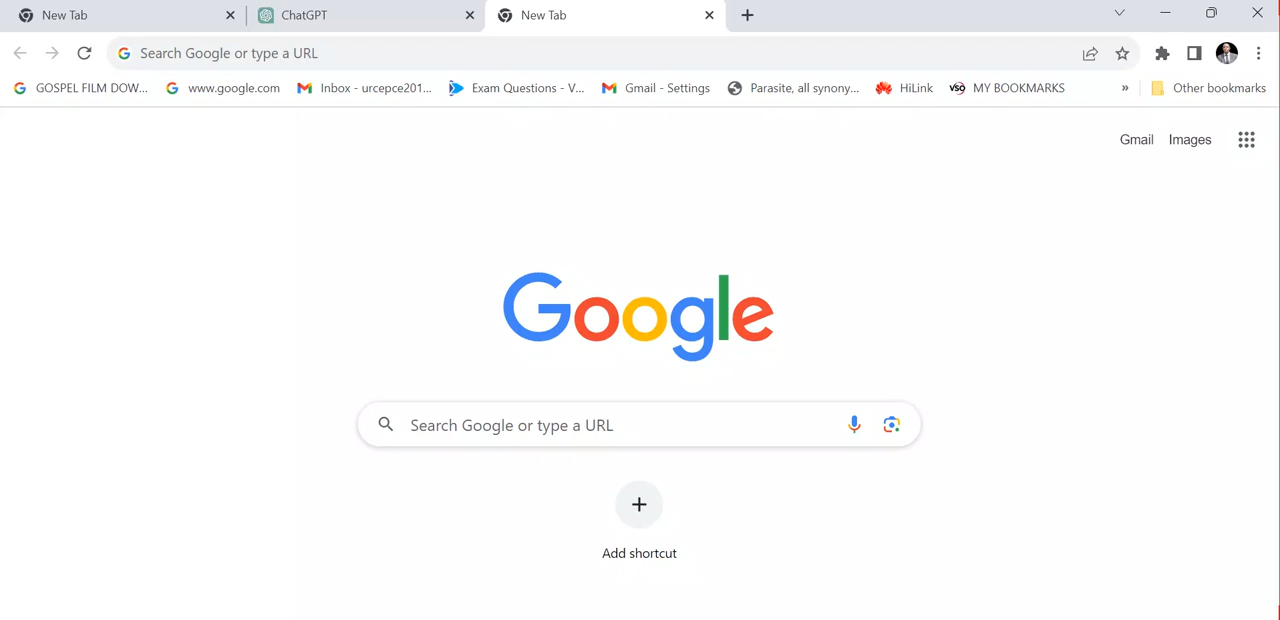 New Tab
ChatGPT
New Tab
Search Google or type a URL
GOSPEL FILM DOW...
www.google.com
Inbox - urcepce201...
Exam Questions - V...
Gmail - Settings
Parasite, all synony...
HiLink
VSO MY BOOKMARKS
»
Other bookmarks
Gmail Images
Google
Search Google or type a URL
Add shortcut